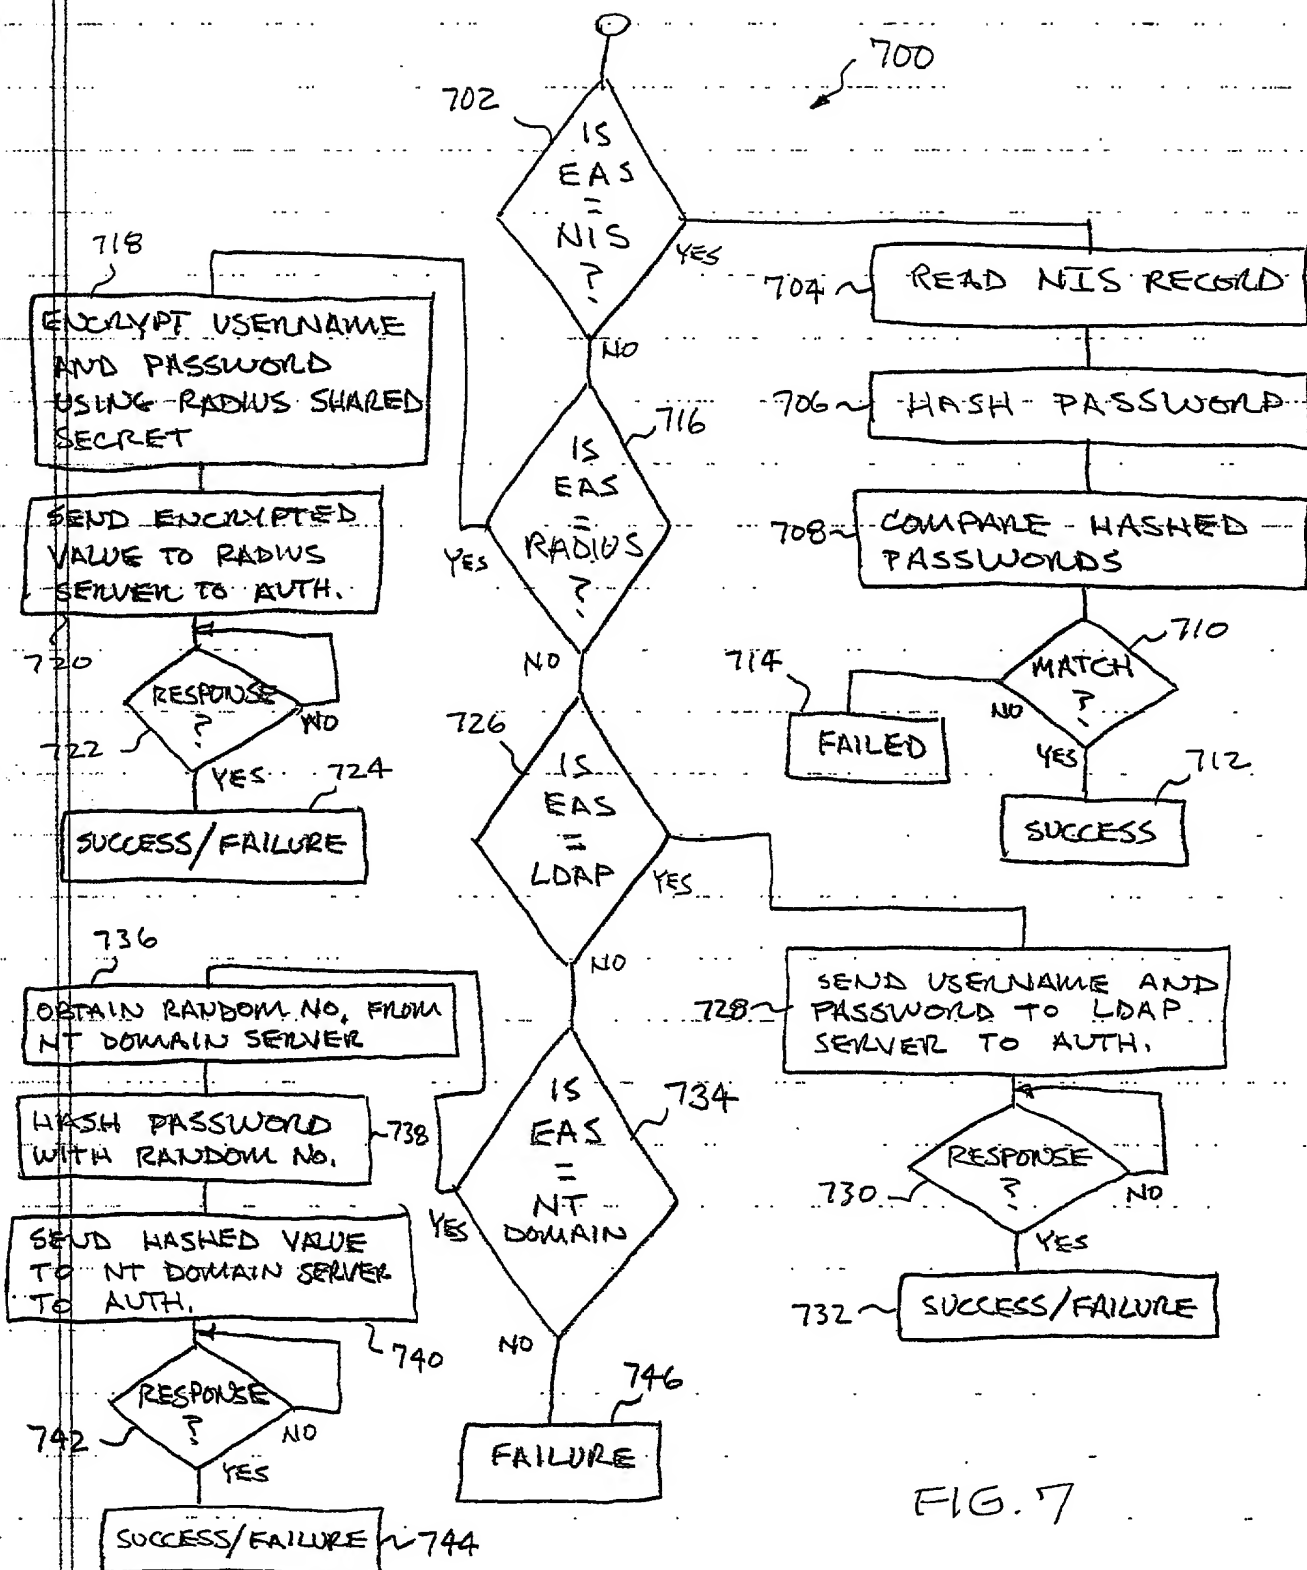 700
702
IS
EAS
=
NIS
?
YES
NO
704
READ NIS RECORD
706
HASH PASSWORD
708
COMPARE HASHED
PASSWORDS
710
MATCH
?
NO
YES
714
FAILED
712
SUCCESS
716
IS
EAS
=
RADIUS
?
YES
NO
718
ENCRYPT USERNAME
AND PASSWORD
USING RADIUS SHARED
SECRET
SEND ENCRYPTED
VALUE TO RADIUS
SERVER TO AUTH.
720
RESPONSE
?
NO
722
YES
724
SUCCESS/FAILURE
726
IS
EAS
=
LDAP
YES
NO
728
SEND USERNAME AND
PASSWORD TO LDAP
SERVER TO AUTH.
RESPONSE
?
730
NO
YES
732
SUCCESS/FAILURE
734
IS
EAS
=
NT
DOMAIN
YES
NO
736
OBTAIN RANDOM NO. FROM
NT DOMAIN SERVER
HASH PASSWORD
WITH RANDOM NO.
738
SEND HASHED VALUE
TO NT DOMAIN SERVER
TO AUTH.
740
RESPONSE
?
742
NO
YES
SUCCESS/FAILURE
744
746
FAILURE
FIG. 7